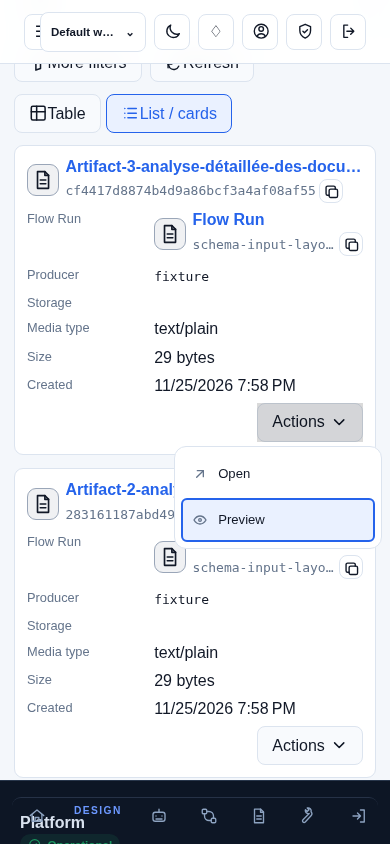 Default w… 
More filters
Refresh
Table
List / cards
Artifact-3-analyse-détaillée-des-docu…
cf4417d8874b4d9a86bcf3a4af08af55
Flow Run
Flow Run
schema-input-layo…
Producer
fixture
Storage
Media type
text/plain
Size
29 bytes
Created
11/25/2026 7:58 PM
Actions
Open
Preview
Artifact-2-anal
283161187abd49
Flow Run
schema-input-layo…
Producer
fixture
Storage
Media type
text/plain
Size
29 bytes
Created
11/25/2026 7:58 PM
Actions
DESIGN
Platform
Operational